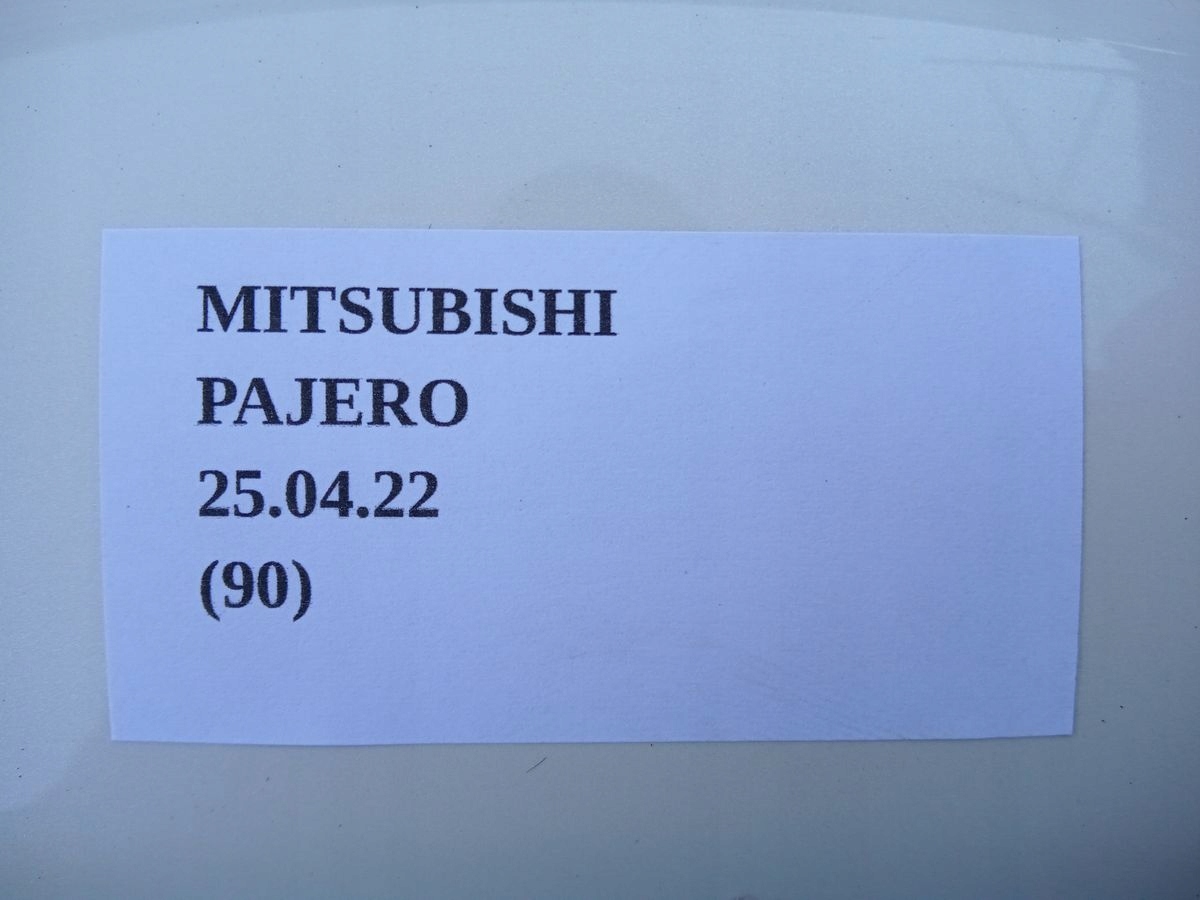 MITSUBISHI
PAJERO
25.04.22
(90)